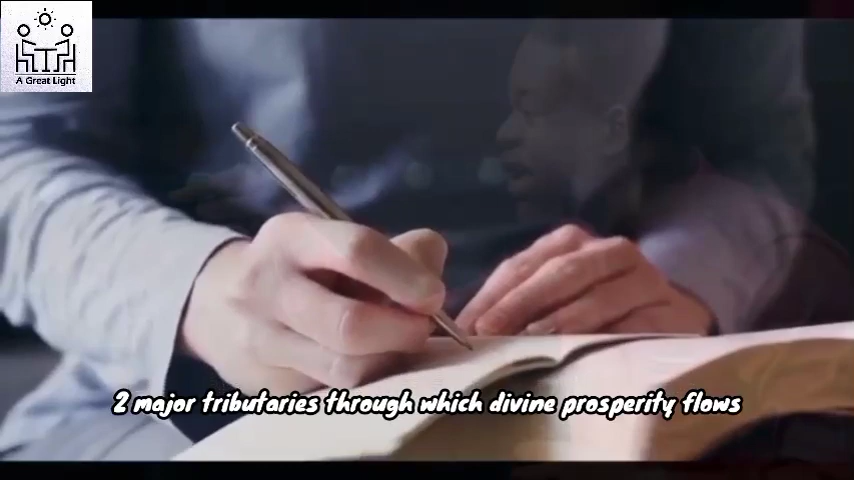 A Great Light
2 major tributaries through which divine prosperity flows